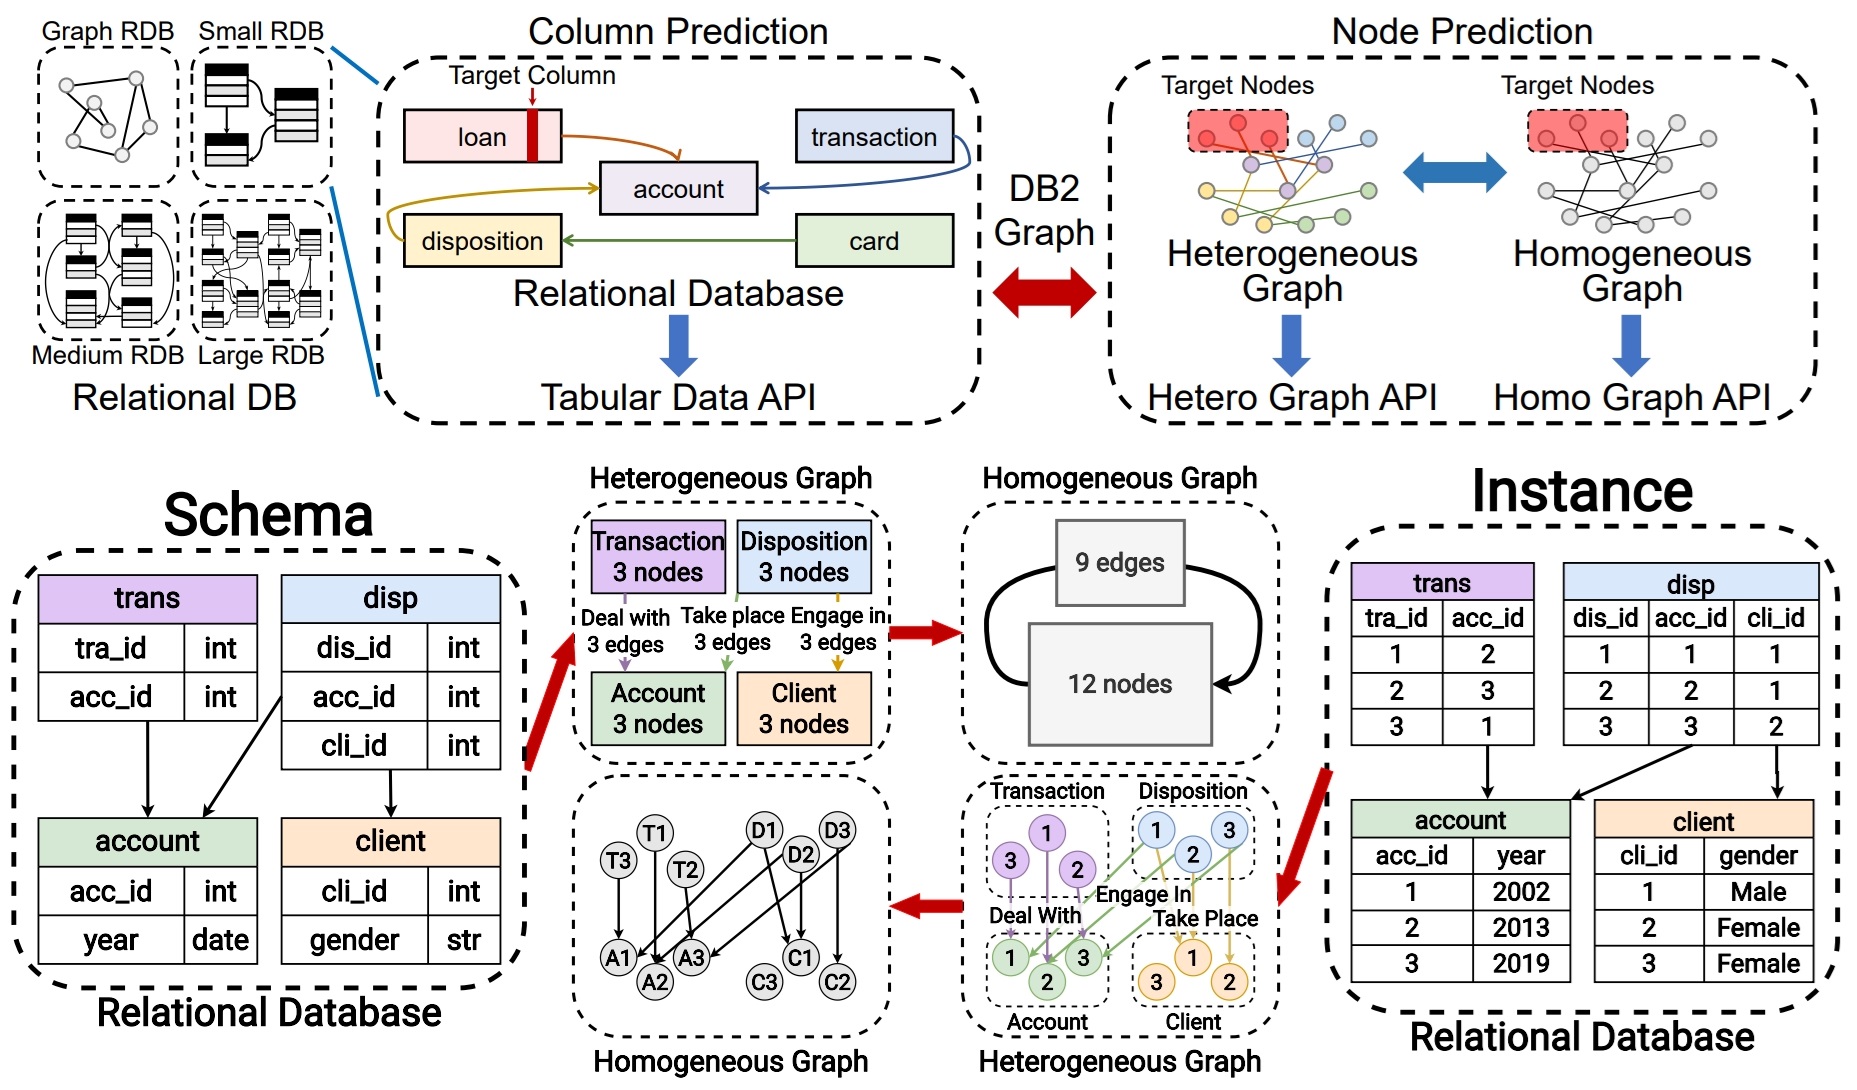 Graph RDB
Small RDB
Medium RDB
Large RDB
Relational DB
Column Prediction
Target Column
loan
transaction
account
disposition
card
Relational Database
Tabular Data API
DB2
Graph
Node Prediction
Target Nodes
Target Nodes
Heterogeneous
Graph
Homogeneous
Graph
Hetero Graph API
Homo Graph API
Schema
trans
tra_id int
acc_id int
disp
dis_id int
acc_id int
cli_id int
account
acc_id int
year date
client
cli_id int
gender str
Relational Database
Heterogeneous Graph
Transaction
3 nodes
Disposition
3 nodes
Deal with
3 edges
Take place
3 edges
Engage in
3 edges
Account
3 nodes
Client
3 nodes
Homogeneous Graph
9 edges
12 nodes
T1
T3
T2
D1
D2
D3
A1
A2
A3
C3
C1
C2
Homogeneous Graph
Transaction
Disposition
1
3
2
1
2
3
Engage In
Deal With
Take Place
1
2
3
3
1
2
Account
Client
Heterogeneous Graph
Instance
trans
tra_id acc_id
1 2
2 3
3 1
disp
dis_id acc_id cli_id
1 1 1
2 2 1
3 3 2
account
acc_id year
1 2002
2 2013
3 2019
client
cli_id gender
1 Male
2 Female
3 Female
Relational Database